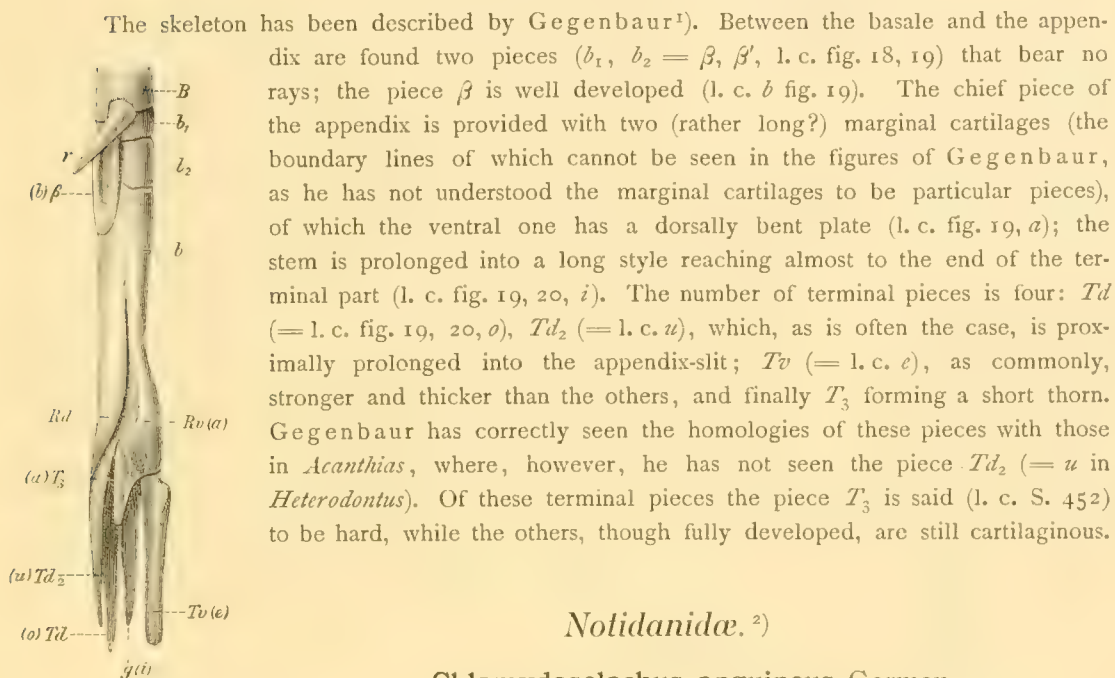 The skeleton has been described by Gegenbaur¹). Between the basale and the appen-
dix are found two pieces (b₁, b₂ = β, β', l. c. fig. 18, 19) that bear no
rays; the piece β is well developed (l. c. b fig. 19). The chief piece of
the appendix is provided with two (rather long?) marginal cartilages (the
boundary lines of which cannot be seen in the figures of Gegenbaur,
as he has not understood the marginal cartilages to be particular pieces),
of which the ventral one has a dorsally bent plate (l. c. fig. 19, a); the
stem is prolonged into a long style reaching almost to the end of the ter-
minal part (l. c. fig. 19, 20, i). The number of terminal pieces is four: Td
(= l. c. fig. 19, 20, o), Td₂ (= l. c. u), which, as is often the case, is prox-
imally prolonged into the appendix-slit; Tv (= l. c. e), as commonly,
stronger and thicker than the others, and finally T₃ forming a short thorn.
Gegenbaur has correctly seen the homologies of these pieces with those
in Acanthias, where, however, he has not seen the piece Td₂ (= u in
Heterodontus). Of these terminal pieces the piece T₃ is said (l. c. S. 452)
to be hard, while the others, though fully developed, are still cartilaginous.
B
b₁
r
l₂
(b) β
b
Rd
Rv (a)
(a) T₃
(u) Td₂
Tv (e)
(o) Td
g (i)
Notidanidæ. ²)
Chlamydoselachus anguineus Garman